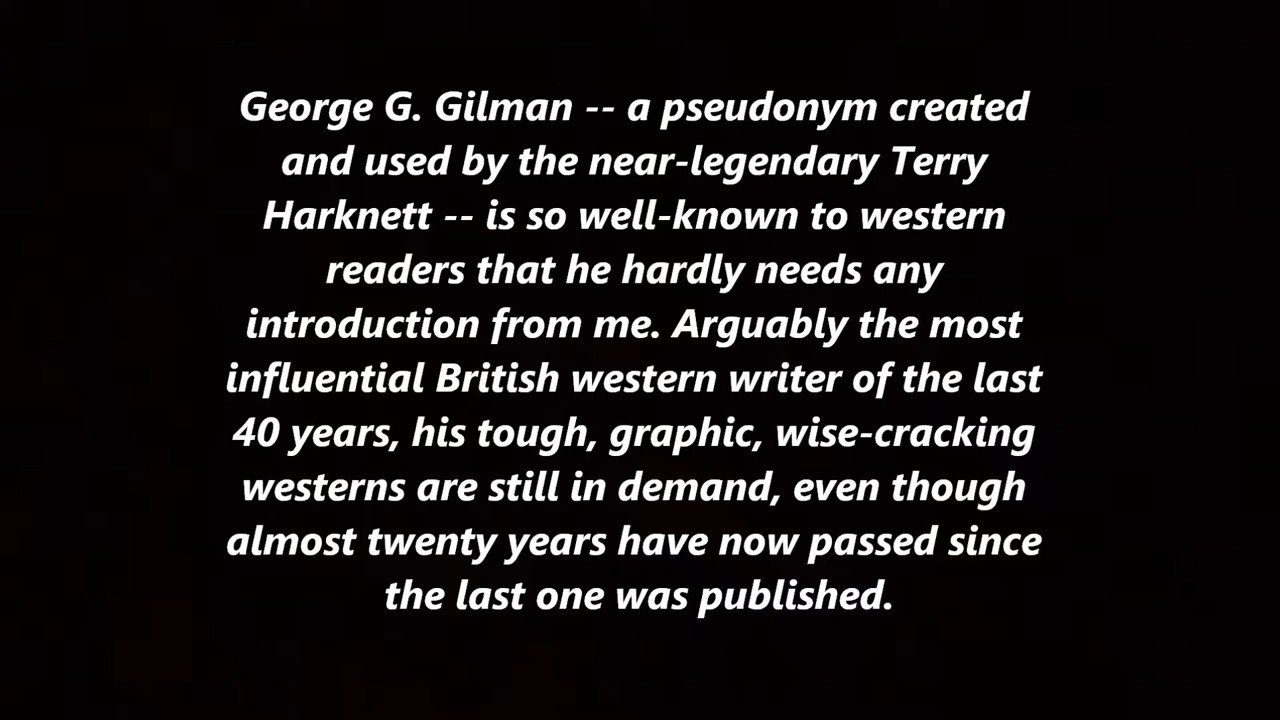 George G. Gilman -- a pseudonym created
and used by the near-legendary Terry
Harknett -- is so well-known to western
readers that he hardly needs any
introduction from me. Arguably the most
influential British western writer of the last
40 years, his tough, graphic, wise-cracking
westerns are still in demand, even though
almost twenty years have now passed since
the last one was published.